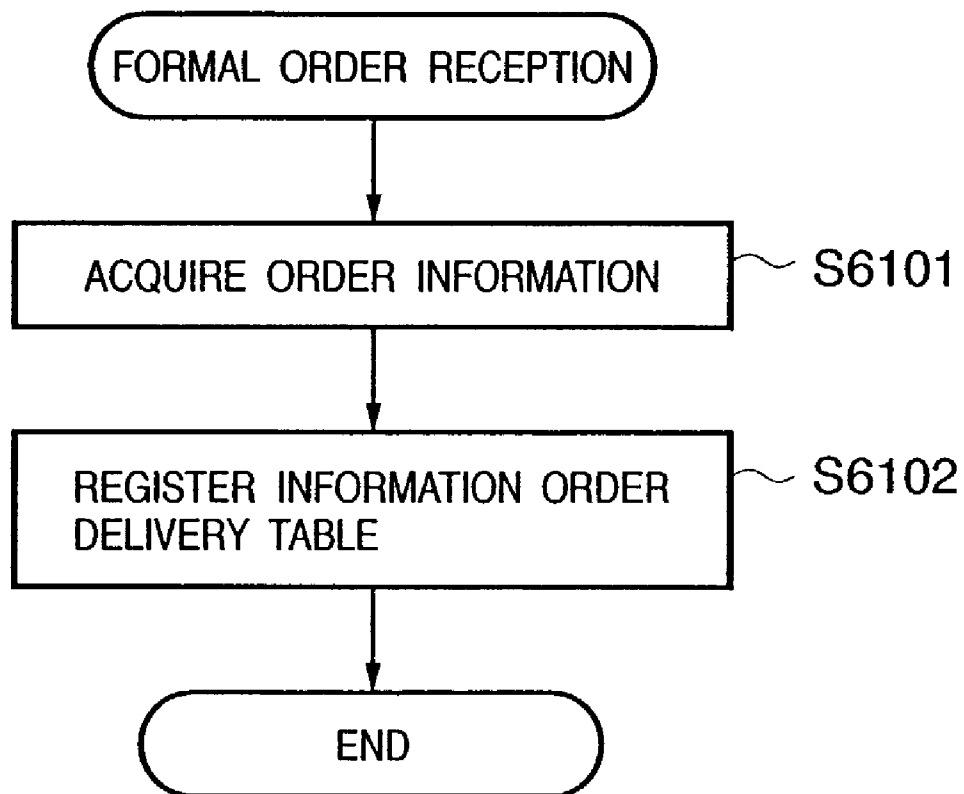 FORMAL ORDER RECEPTION
ACQUIRE ORDER INFORMATION
S6101
REGISTER INFORMATION ORDER
DELIVERY TABLE
S6102
END